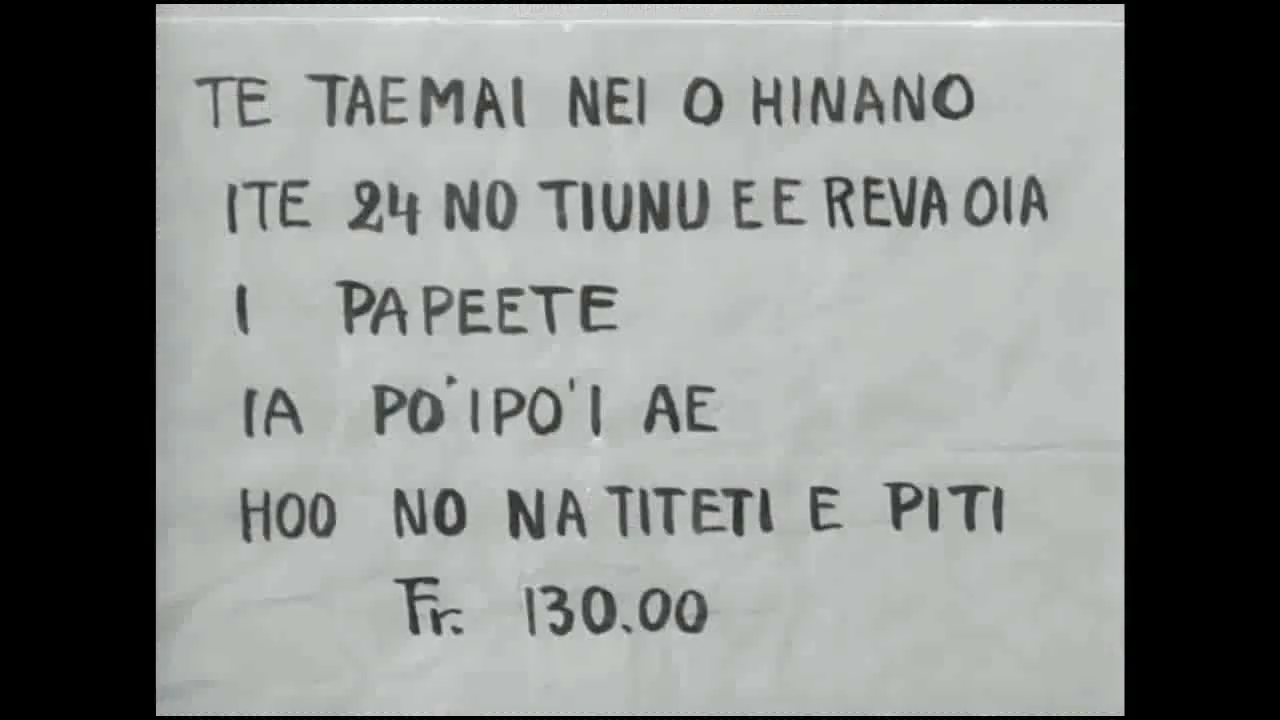 TE TAEMAI NEI O HINANO
ITE 24 NO TIUNU E E REVA OIA
I PAPEETE
IA PO'IPO'I AE
HOO NO NA TITETI E PITI
Fr. 130.00